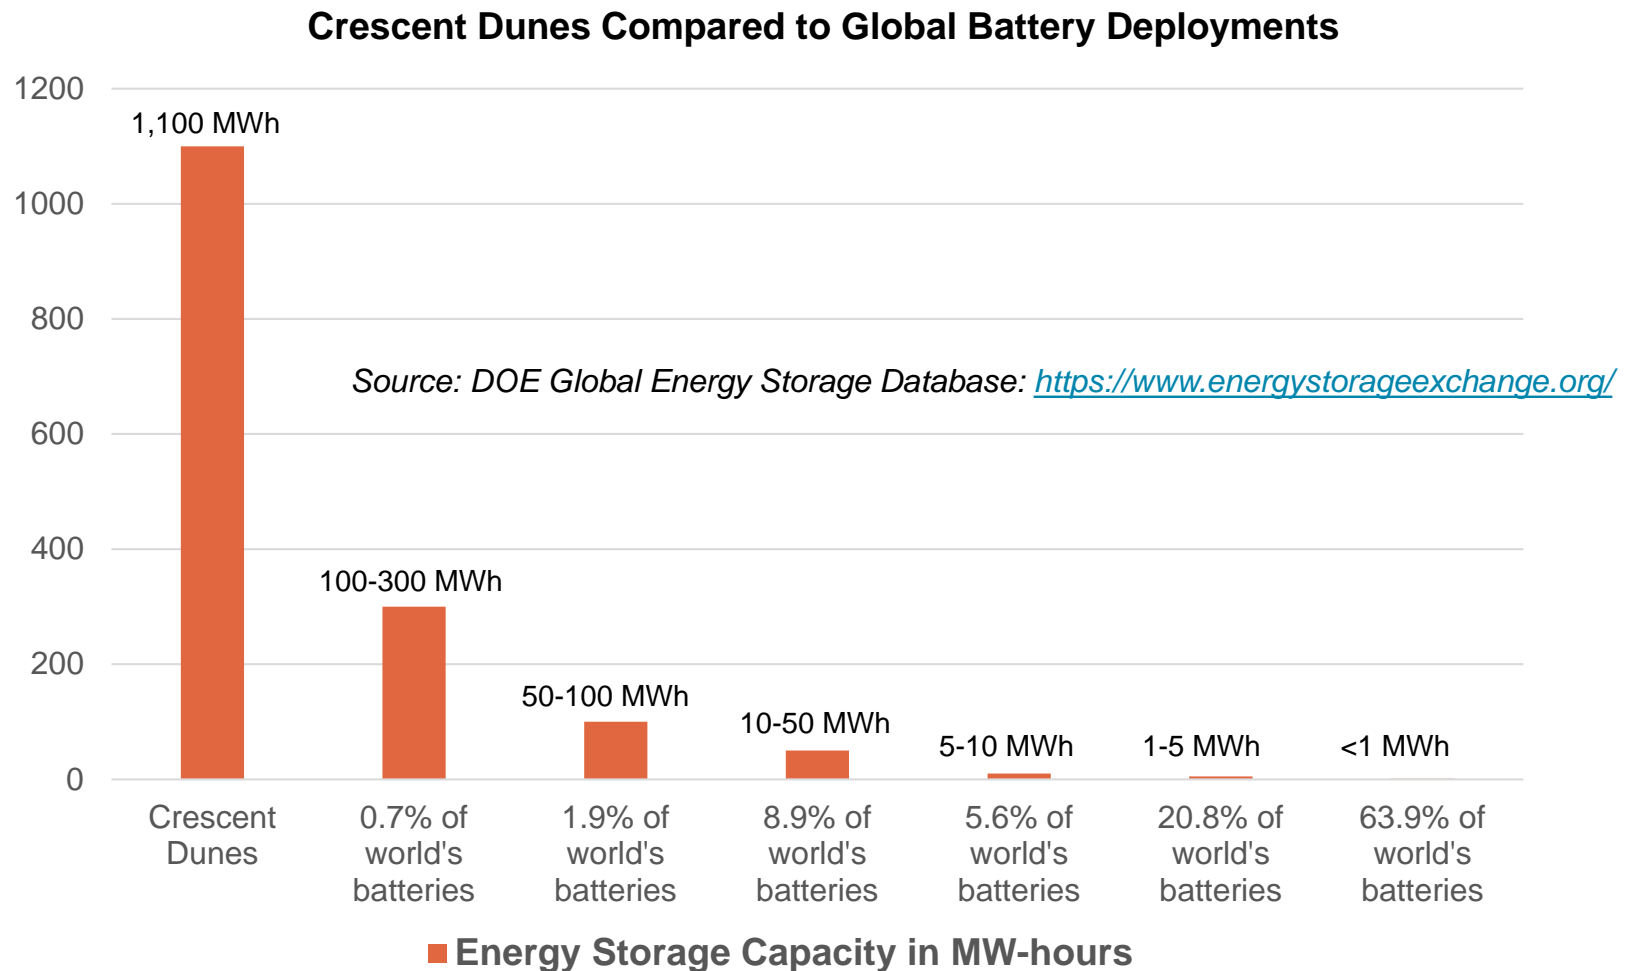 Crescent Dunes Compared to Global Battery Deployments
1200
1,100 MWh
1000
800
Source: DOE Global Energy Storage Database: https://www.energystorageexchange.org/
600
400
100-300 MWh
200
50-100 MWh
10-50 MWh
5-10 MWh
1-5 MWh
<1 MWh
0
Crescent
Dunes
0.7% of
world's
batteries
1.9% of
world's
batteries
8.9% of
world's
batteries
5.6% of
world's
batteries
20.8% of
world's
batteries
63.9% of
world's
batteries
Energy Storage Capacity in MW-hours